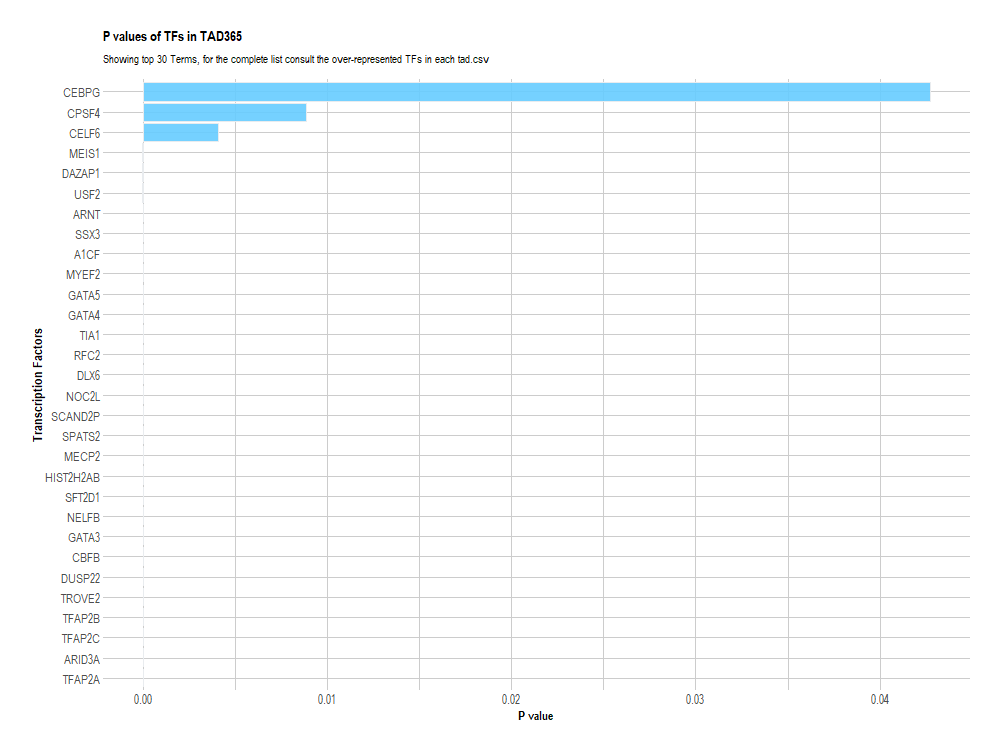 P values of TFs in TAD365
Showing top 30 Terms, for the complete list consult the over-represented TFs in each tad.csv
CEBPG
CPSF4
CELF6
MEIS1
DAZAP1
USF2
ARNT
SSX3
A1CF
MYEF2
GATA5
GATA4
TIA1
RFC2
DLX6
NOC2L
SCAND2P
SPATS2
MECP2
HIST2H2AB
SFT2D1
NELFB
GATA3
CBFB
DUSP22
TROVE2
TFAP2B
TFAP2C
ARID3A
TFAP2A
Transcription Factors
0.00 0.01 0.02 0.03 0.04
P value